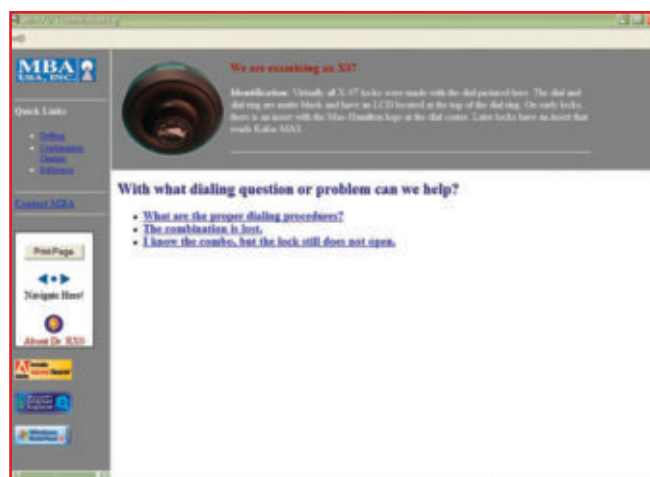 MBA
USA, INC.
Quick Links
Drilling
Combination
Changes
Reference
Contact MBA
Print Page
Navigate Here!
About Dr. RX0
We are examining an X07
Identification: Virtually all X-07 locks were made with the dial pictured here. The dial and
dial ring are matte black and have an LCD located at the top of the dial ring. On early locks,
there is an insert with the Mas-Hamilton logo at the dial center. Later locks have an insert that
reads Kaba-MAS.
With what dialing question or problem can we help?
What are the proper dialing procedures?
The combination is lost.
I know the combo, but the lock still does not open.